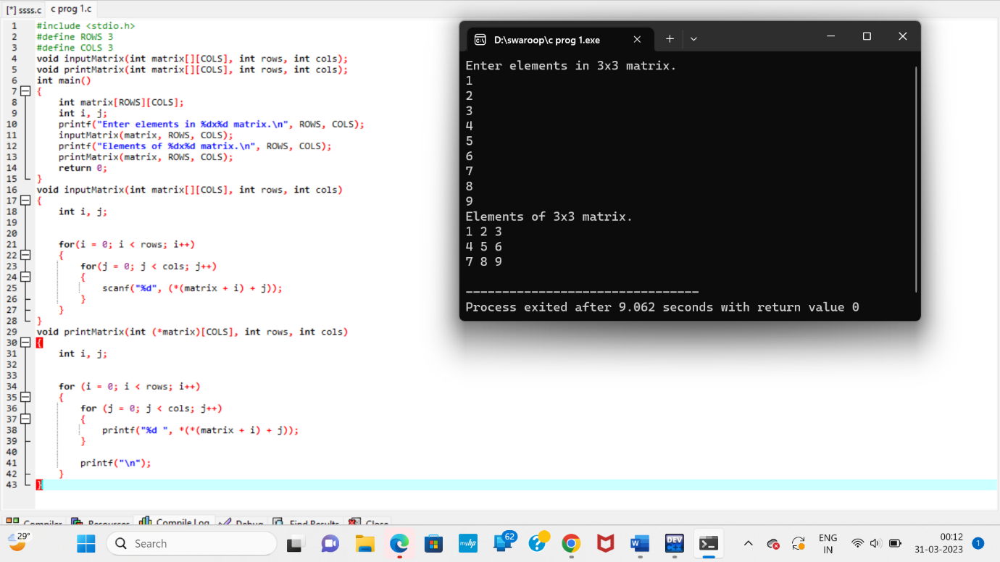 [*] ssss.c c prog 1.c
1 #include <stdio.h>
2 #define ROWS 3
3 #define COLS 3
4 void inputMatrix(int matrix[][COLS], int rows, int cols);
5 void printMatrix(int matrix[][COLS], int rows, int cols);
6 int main()
7 {
8 int matrix[ROWS][COLS];
9 int i, j;
10 printf("Enter elements in %dx%d matrix.\n", ROWS, COLS);
11 inputMatrix(matrix, ROWS, COLS);
12 printf("Elements of %dx%d matrix.\n", ROWS, COLS);
13 printMatrix(matrix, ROWS, COLS);
14 return 0;
15 }
16 void inputMatrix(int matrix[][COLS], int rows, int cols)
17 {
18 int i, j;
19
20
21 for(i = 0; i < rows; i++)
22 {
23 for(j = 0; j < cols; j++)
24 {
25 scanf("%d", (*(matrix + i) + j));
26 }
27 }
28 }
29 void printMatrix(int (*matrix)[COLS], int rows, int cols)
30 {
31 int i, j;
32
33
34 for (i = 0; i < rows; i++)
35 {
36 for (j = 0; j < cols; j++)
37 {
38 printf("%d ", *(*(matrix + i) + j));
39 }
40
41 printf("\n");
42 }
43 }
D:\swaroop\c prog 1.exe
Enter elements in 3x3 matrix.
1
2
3
4
5
6
7
8
9
Elements of 3x3 matrix.
1 2 3
4 5 6
7 8 9
--------------------------------
Process exited after 9.062 seconds with return value 0
Compiler Resources Compile Log Debug Find Results Close
29°
Search
myhp
62
DEV C++
ENG
IN
00:12
31-03-2023
1